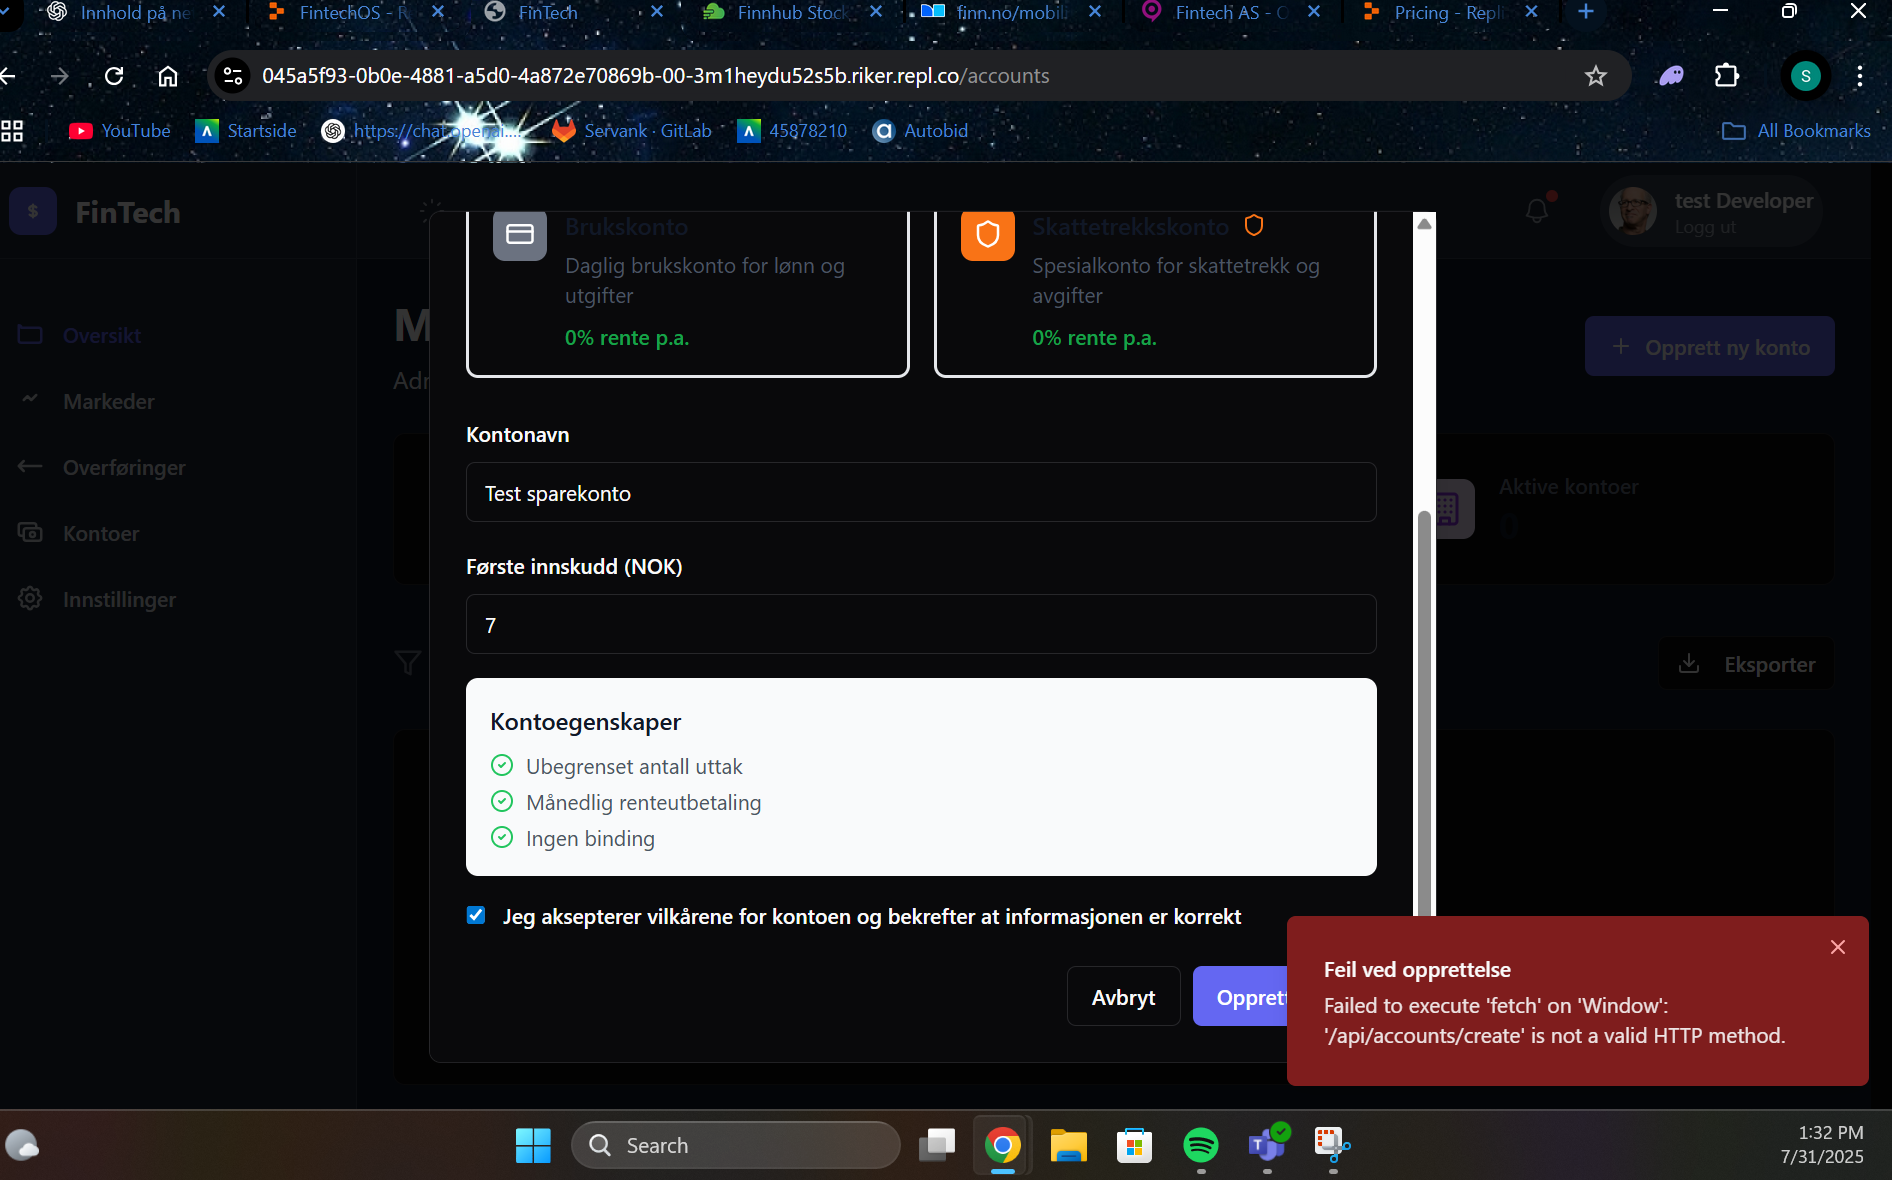 Innhold på ne
FintechOS - R
FinTech
Finnhub Stock
finn.no/mobil
Fintech AS - O
Pricing - Repli
045a5f93-0b0e-4881-a5d0-4a872e70869b-00-3m1heydu52s5b.riker.repl.co/accounts
S
YouTube
Startside
https://chat.openai....
Servank · GitLab
45878210
Autobid
All Bookmarks
$
FinTech
test Developer
Logg ut
Oversikt
Markeder
Overføringer
Kontoer
Innstillinger
M
Adr
Opprett ny konto
Aktive kontoer
0
Eksporter
Brukskonto
Daglig brukskonto for lønn og
utgifter
0% rente p.a.
Skattetrekkskonto
Spesialkonto for skattetrekk og
avgifter
0% rente p.a.
Kontonavn
Test sparekonto
Første innskudd (NOK)
7
Kontoegenskaper
Ubegrenset antall uttak
Månedlig renteutbetaling
Ingen binding
Jeg aksepterer vilkårene for kontoen og bekrefter at informasjonen er korrekt
Avbryt
Opprett
Feil ved opprettelse
Failed to execute 'fetch' on 'Window':
'/api/accounts/create' is not a valid HTTP method.
Search
1:32 PM
7/31/2025